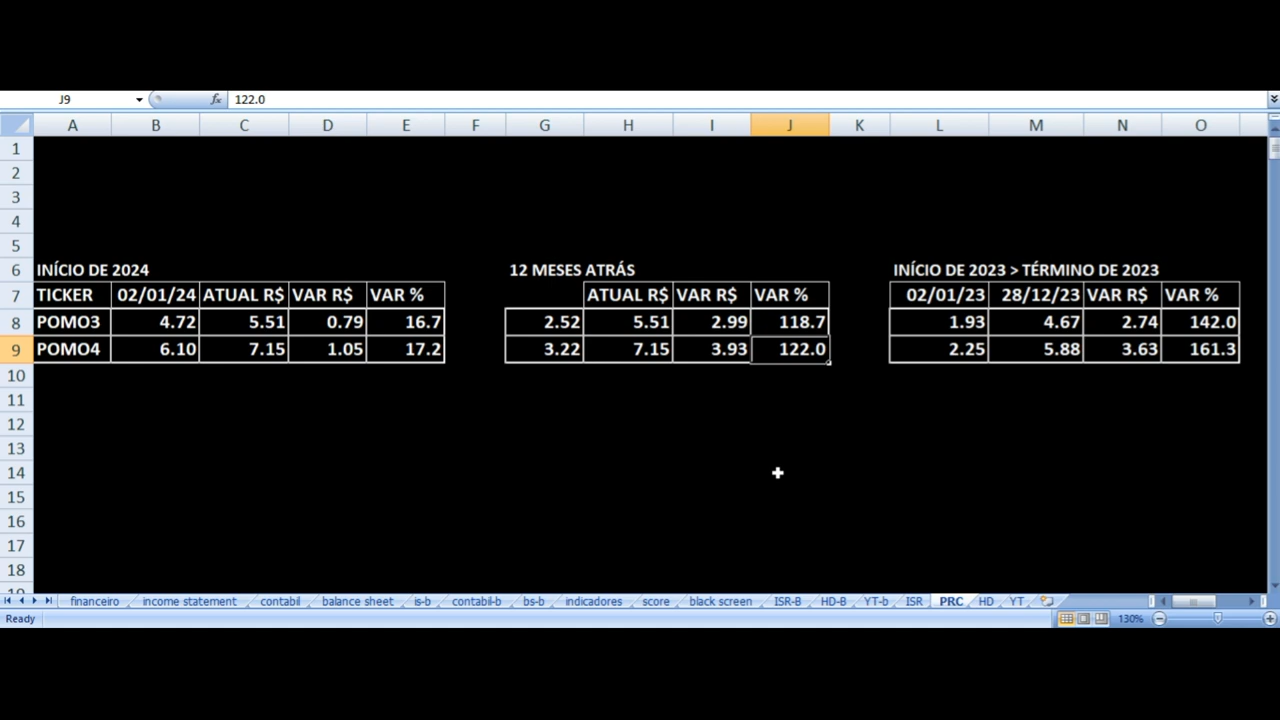 J9 fx 122.0
A B C D E F G H I J K L M N O
1
2
3
4
5
6 INÍCIO DE 2024 12 MESES ATRÁS INÍCIO DE 2023 > TÉRMINO DE 2023
7 TICKER 02/01/24 ATUAL R$ VAR R$ VAR % ATUAL R$ VAR R$ VAR % 02/01/23 28/12/23 VAR R$ VAR %
8 POMO3 4.72 5.51 0.79 16.7 2.52 5.51 2.99 118.7 1.93 4.67 2.74 142.0
9 POMO4 6.10 7.15 1.05 17.2 3.22 7.15 3.93 122.0 2.25 5.88 3.63 161.3
10
11
12
13
14
15
16
17
18
19
financeiro income statement contabil balance sheet is-b contabil-b bs-b indicadores score black screen ISR-B HD-B YT-b ISR PRC HD YT
Ready 130%